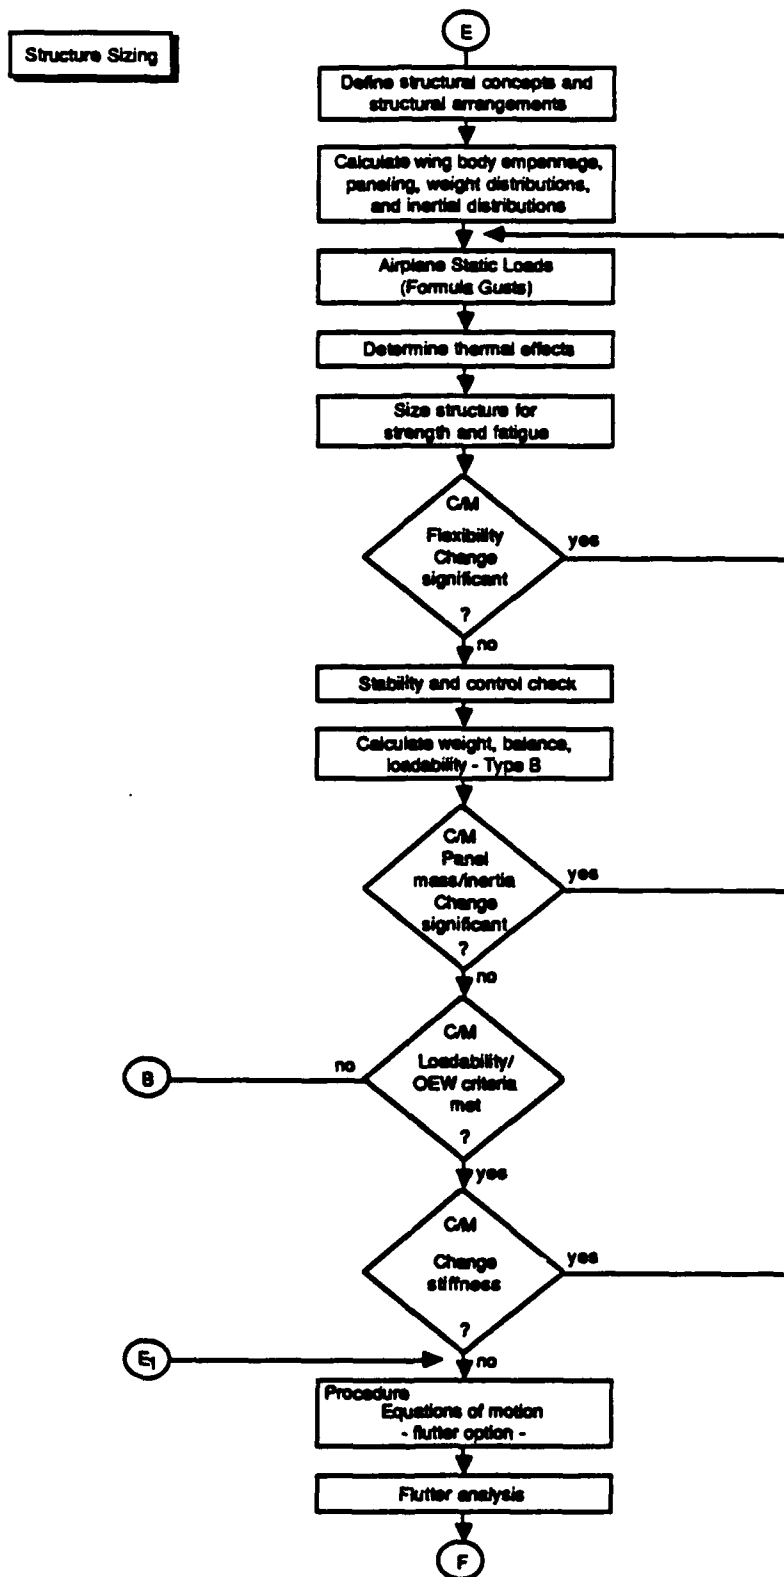 Structure Sizing
E
Define structural concepts and
structural arrangements
Calculate wing body empennage,
paneling, weight distributions,
and inertial distributions
Airplane Static Loads
(Formula Gusts)
Determine thermal effects
Size structure for
strength and fatigue
C/M
Flexibility
Change
significant
?
yes
no
Stability and control check
Calculate weight, balance,
loadability - Type B
C/M
Panel
mass/inertia
Change
significant
?
yes
no
C/M
Loadability/
OEW criteria
met
?
no
B
yes
C/M
Change
stiffness
?
yes
E1
no
Procedure
Equations of motion
- flutter option -
Flutter analysis
F